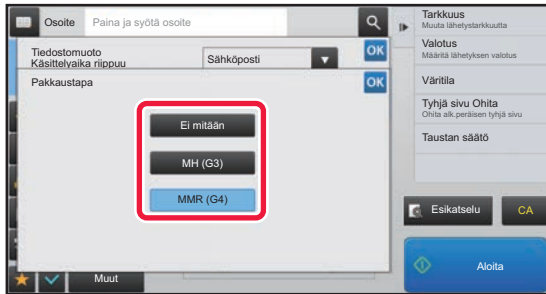 Osoite
Paina ja syötä osoite
Tiedostomuoto
Käsittelyaika riippuu
Sähköposti
OK
Pakkaustapa
OK
Ei mitään
MH (G3)
MMR (G4)
Muut
Tarkkuus
Muuta lähetystarkkuutta
Valotus
Määritä lähetyksen valotus
Väritila
Tyhjä sivu Ohita
Ohita alk.peräisen tyhjä sivu
Taustan säätö
Esikatselu
CA
Aloita